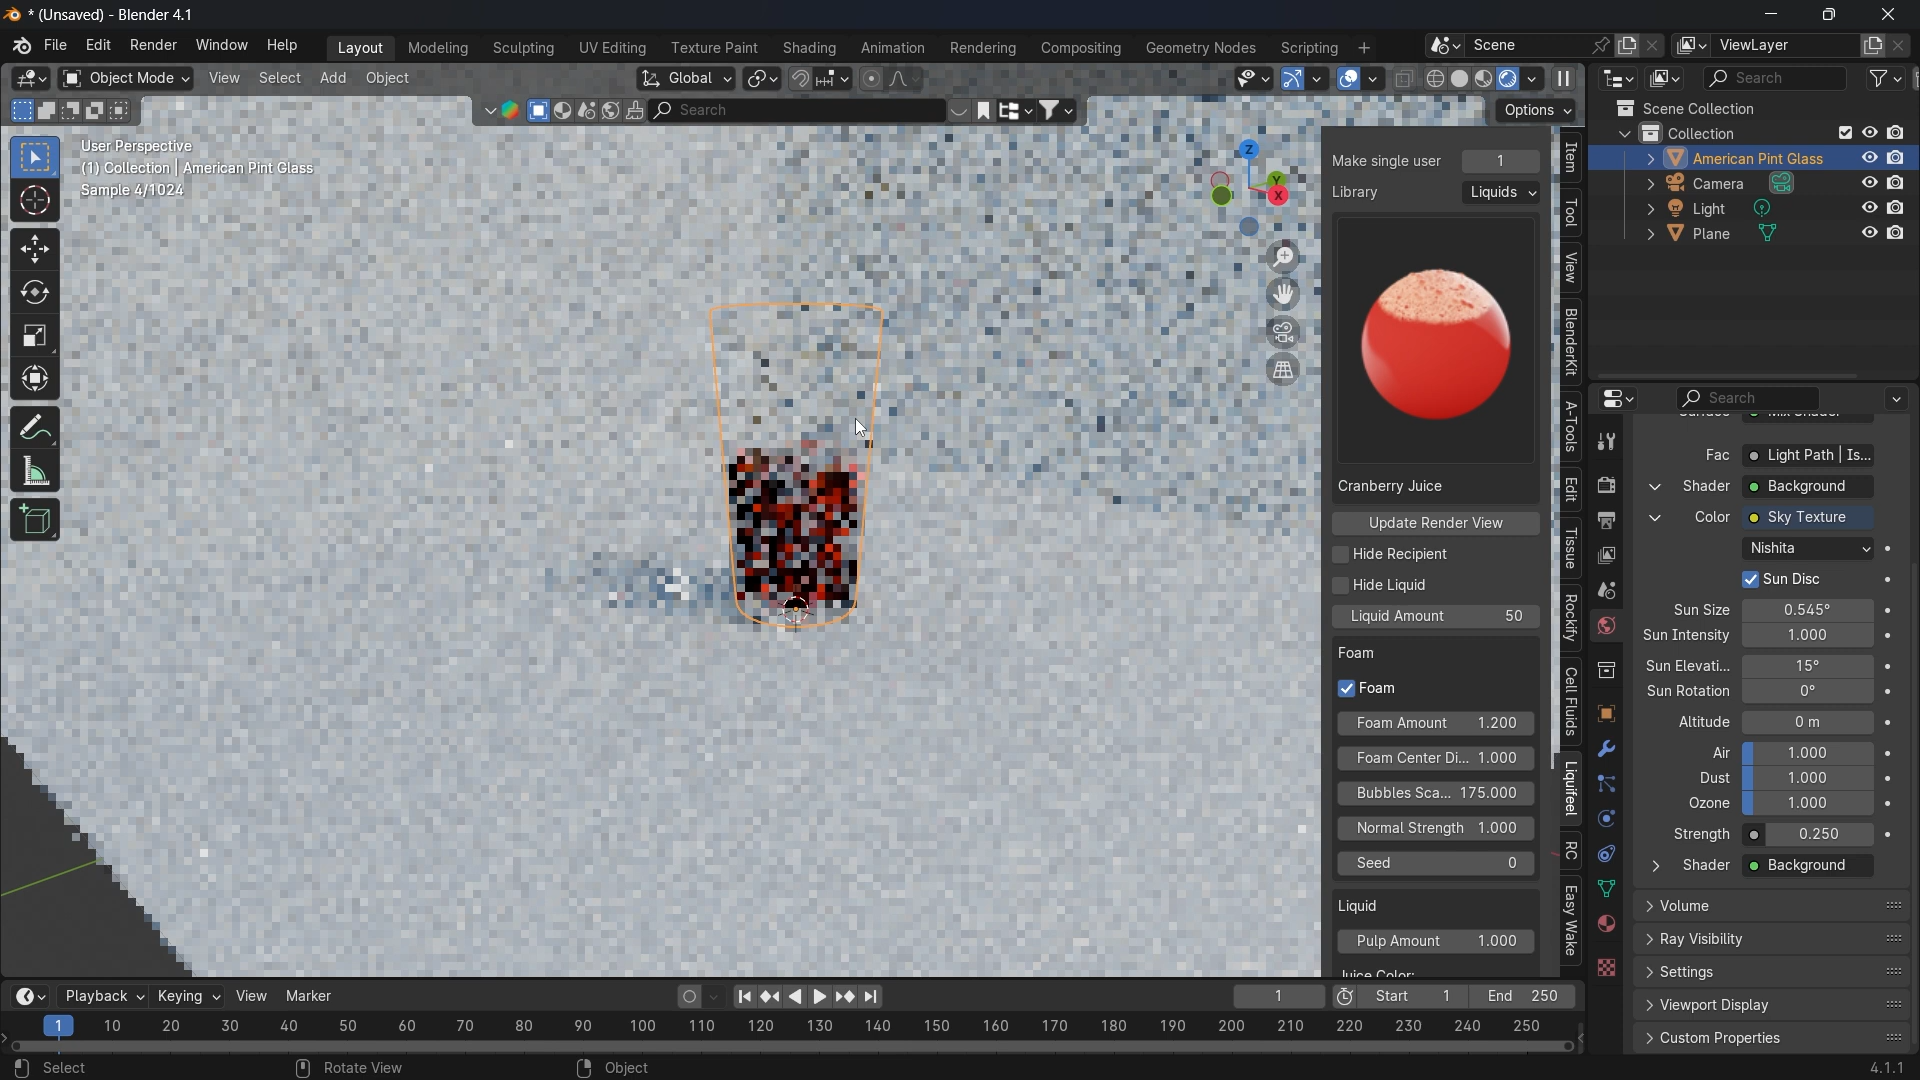 * (Unsaved) - Blender 4.1
File Edit Render Window Help
Layout Modeling Sculpting UV Editing Texture Paint Shading Animation Rendering Compositing Geometry Nodes Scripting +
Scene
ViewLayer
Object Mode View Select Add Object
Global
Search
Options
User Perspective
(1) Collection | American Pint Glass
Sample 4/1024
Z
Y
X
Make single user 1
Library Liquids
Cranberry Juice
Update Render View
Hide Recipient
Hide Liquid
Liquid Amount 50
Foam
Foam
Foam Amount 1.200
Foam Center Di... 1.000
Bubbles Sca... 175.000
Normal Strength 1.000
Seed 0
Liquid
Pulp Amount 1.000
Juice Color:
Item
Tool
View
BlenderKit
A-Tools
Edit
Tissue
Rockify
Cell Fluids
Liquifeel
RC
Easy Wake
Search
Scene Collection
Collection
American Pint Glass
Camera
Light
Plane
Search
Surface Mix Shader
Fac Light Path | Is...
Shader Background
Color Sky Texture
Nishita
Sun Disc
Sun Size 0.545°
Sun Intensity 1.000
Sun Elevati... 15°
Sun Rotation 0°
Altitude 0 m
Air 1.000
Dust 1.000
Ozone 1.000
Strength 0.250
Shader Background
Volume
Ray Visibility
Settings
Viewport Display
Custom Properties
Playback Keying View Marker
1
Start 1
End 250
1 10 20 30 40 50 60 70 80 90 100 110 120 130 140 150 160 170 180 190 200 210 220 230 240 250
Select
Rotate View
Object
4.1.1